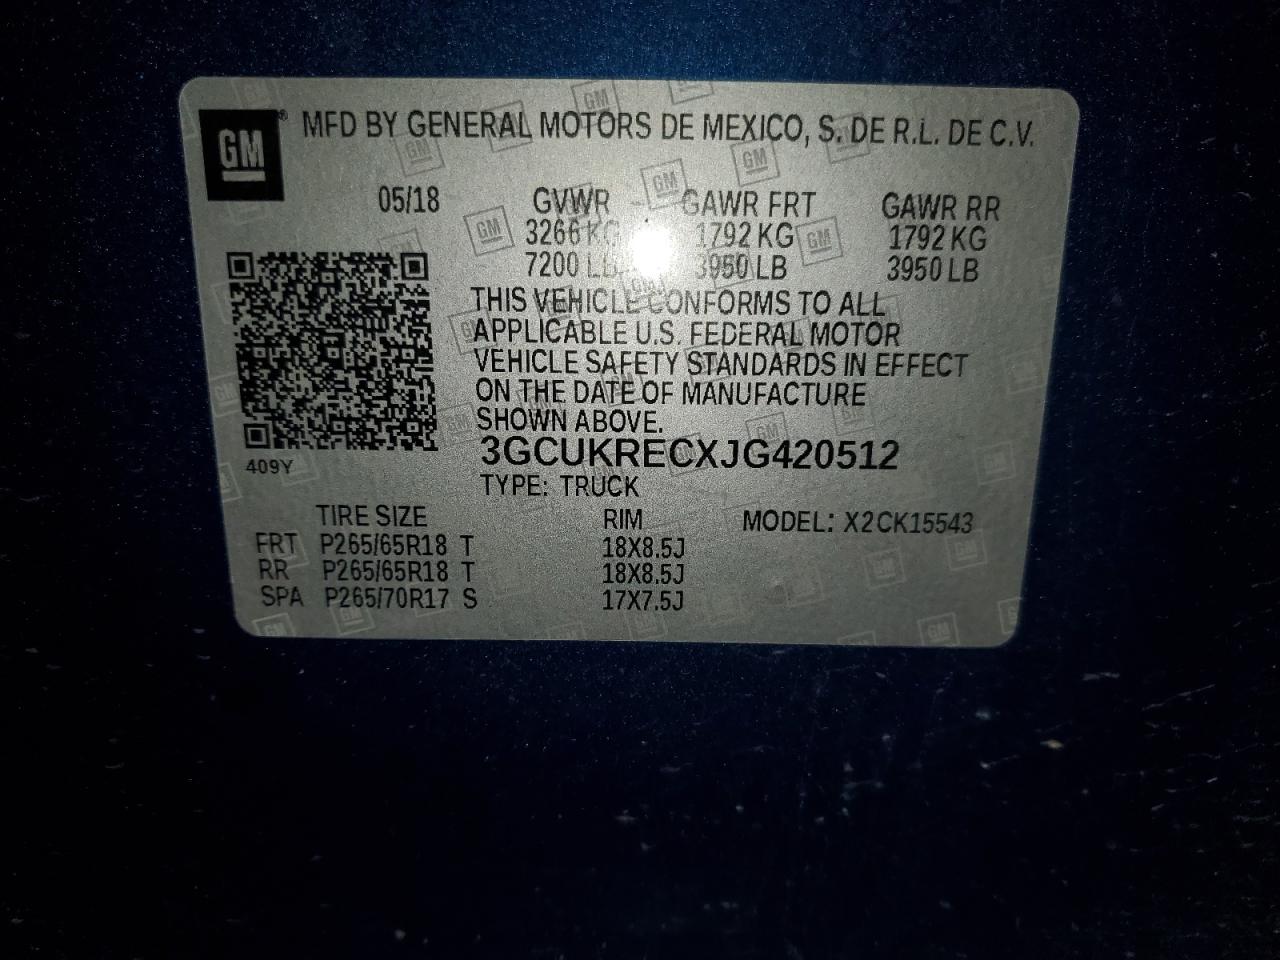 GM® MFD BY GENERAL MOTORS DE MEXICO, S. DE R.L. DE C.V.
05/18 GVWR GAWR FRT GAWR RR
3266 KG 1792 KG 1792 KG
7200 LB 3950 LB 3950 LB
THIS VEHICLE CONFORMS TO ALL
APPLICABLE U.S. FEDERAL MOTOR
VEHICLE SAFETY STANDARDS IN EFFECT
ON THE DATE OF MANUFACTURE
SHOWN ABOVE.
3GCUKRECXJG420512
409Y
TYPE: TRUCK
TIRE SIZE RIM MODEL: X2CK15543
FRT P265/65R18 T 18X8.5J
RR P265/65R18 T 18X8.5J
SPA P265/70R17 S 17X7.5J